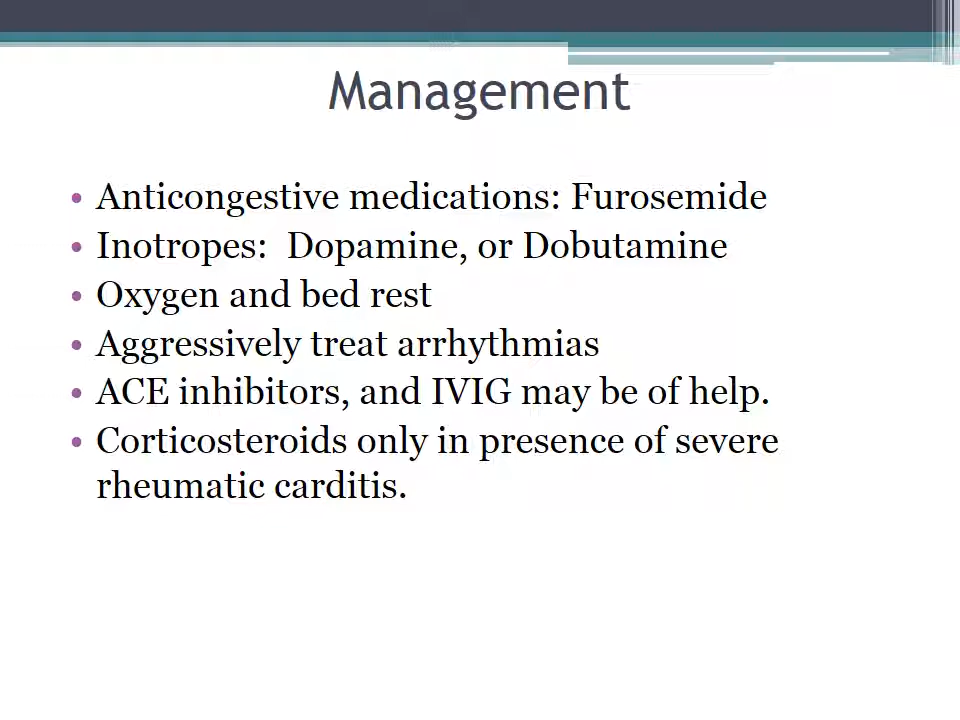 Management
• Anticongestive medications: Furosemide
• Inotropes:  Dopamine, or Dobutamine
• Oxygen and bed rest
• Aggressively treat arrhythmias
• ACE inhibitors, and IVIG may be of help.
• Corticosteroids only in presence of severe
rheumatic carditis.